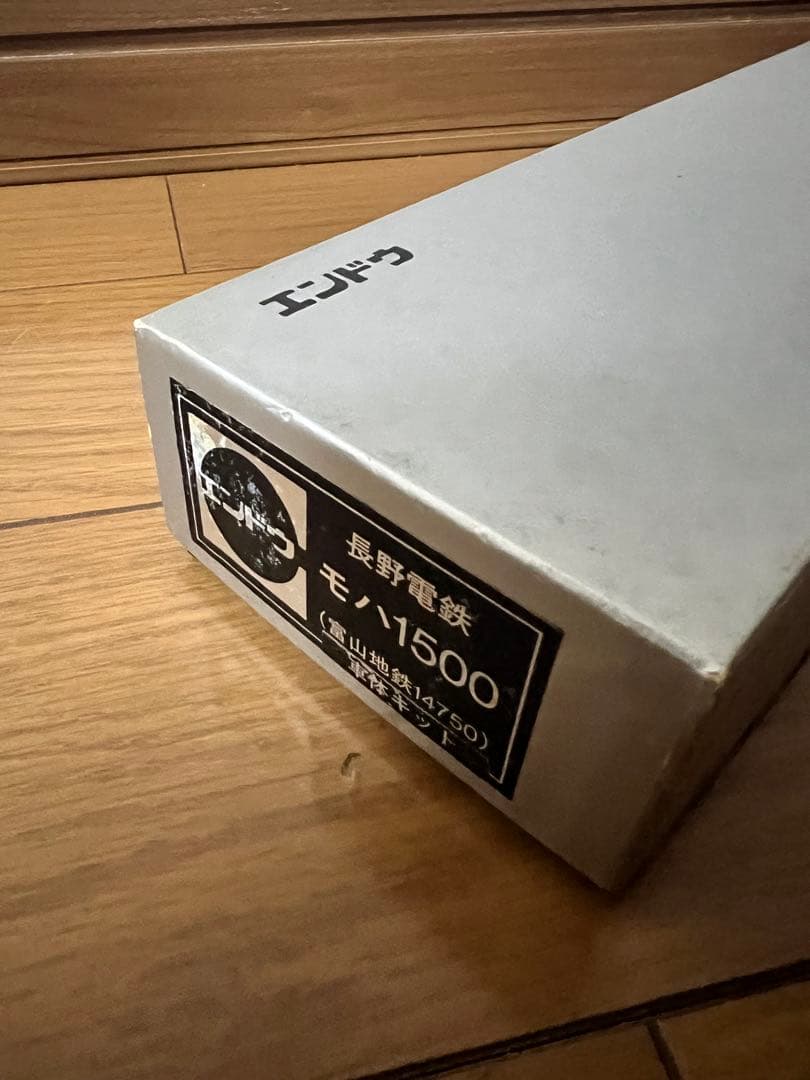 エンドウ
エンドウ
長野電鉄
モハ1500
(富山地鉄14750)
車体キット